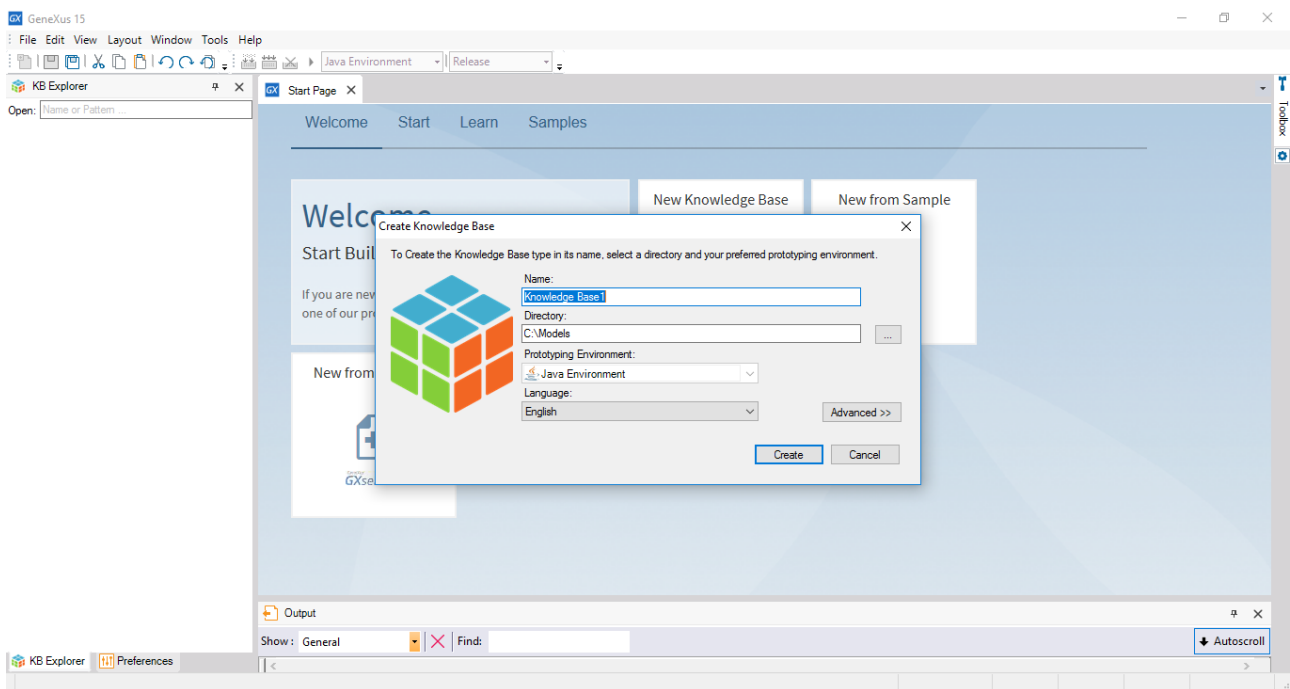 GX GeneXus 15
File Edit View Layout Window Tools Help
Java Environment Release
KB Explorer
Open: Name or Pattern ...
GX Start Page
Toolbox
Welcome Start Learn Samples
New Knowledge Base New from Sample
Welcome
Start Buil
If you are new
one of our pr
Create Knowledge Base
To Create the Knowledge Base type in its name, select a directory and your preferred prototyping environment.
Name:
Knowledge Base1
Directory:
C:\Models
...
Prototyping Environment:
Java Environment
Language:
English
Advanced >>
Create Cancel
New from
GeneXus
GXse
Output
Show: General Find: Autoscroll
KB Explorer Preferences